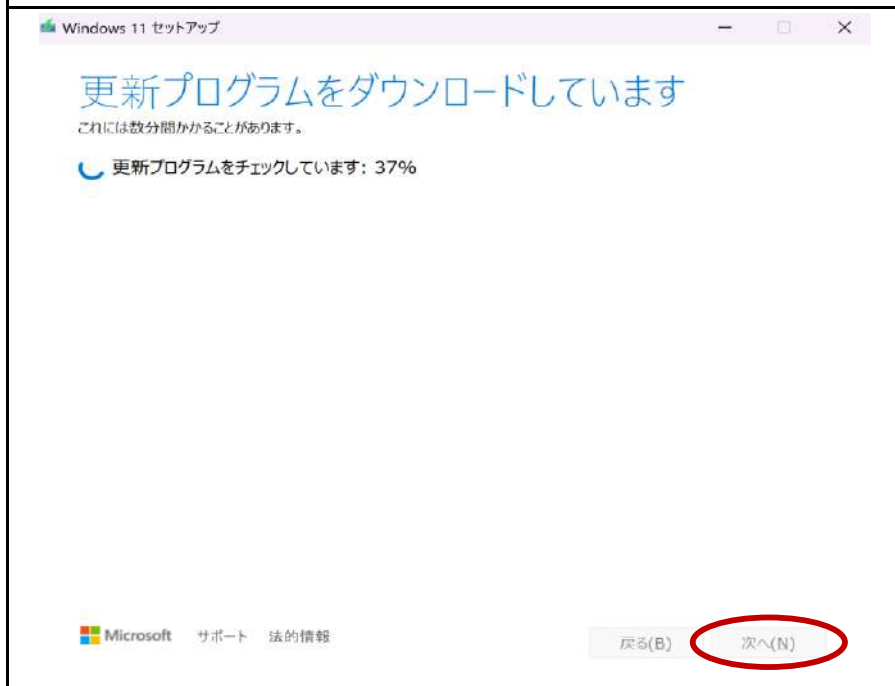 Windows 11 セットアップ
更新プログラムをダウンロードしています
これには数分間かかることがあります。
更新プログラムをチェックしています: 37%
Microsoft サポート 法的情報
戻る(B) 次へ(N)